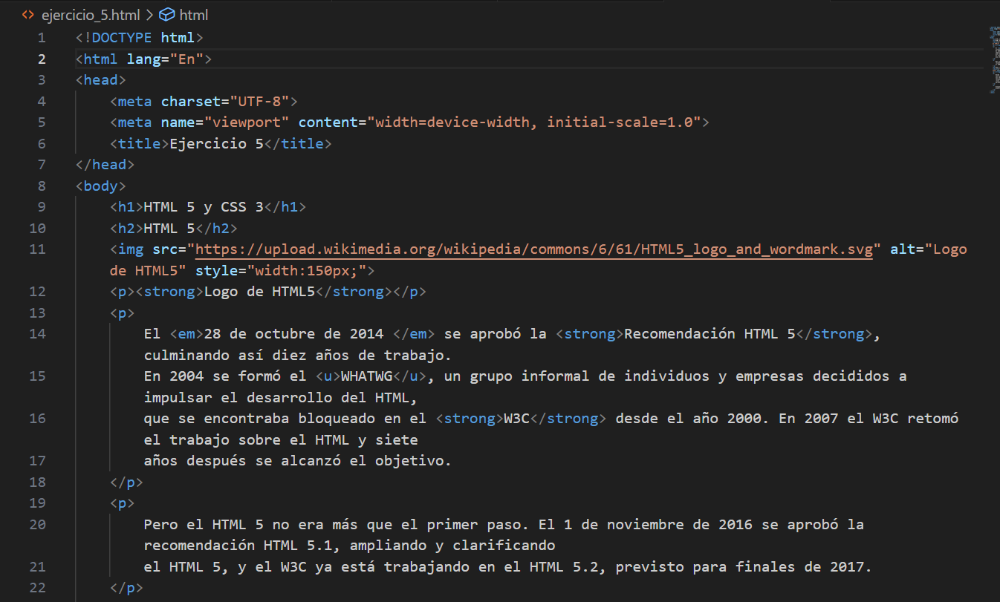 <> ejercicio_5.html > html
1 <!DOCTYPE html>
2 <html lang="En">
3 <head>
4     <meta charset="UTF-8">
5     <meta name="viewport" content="width=device-width, initial-scale=1.0">
6     <title>Ejercicio 5</title>
7 </head>
8 <body>
9     <h1>HTML 5 y CSS 3</h1>
10     <h2>HTML 5</h2>
11     <img src="https://upload.wikimedia.org/wikipedia/commons/6/61/HTML5_logo_and_wordmark.svg" alt="Logo
    de HTML5" style="width:150px;">
12     <p><strong>Logo de HTML5</strong></p>
13     <p>
14         El <em>28 de octubre de 2014 </em> se aprobó la <strong>Recomendación HTML 5</strong>,
        culminando así diez años de trabajo.
15         En 2004 se formó el <u>WHATWG</u>, un grupo informal de individuos y empresas decididos a
        impulsar el desarrollo del HTML,
16         que se encontraba bloqueado en el <strong>W3C</strong> desde el año 2000. En 2007 el W3C retomó
        el trabajo sobre el HTML y siete
17         años después se alcanzó el objetivo.
18     </p>
19     <p>
20         Pero el HTML 5 no era más que el primer paso. El 1 de noviembre de 2016 se aprobó la
        recomendación HTML 5.1, ampliando y clarificando
21         el HTML 5, y el W3C ya está trabajando en el HTML 5.2, previsto para finales de 2017.
22     </p>